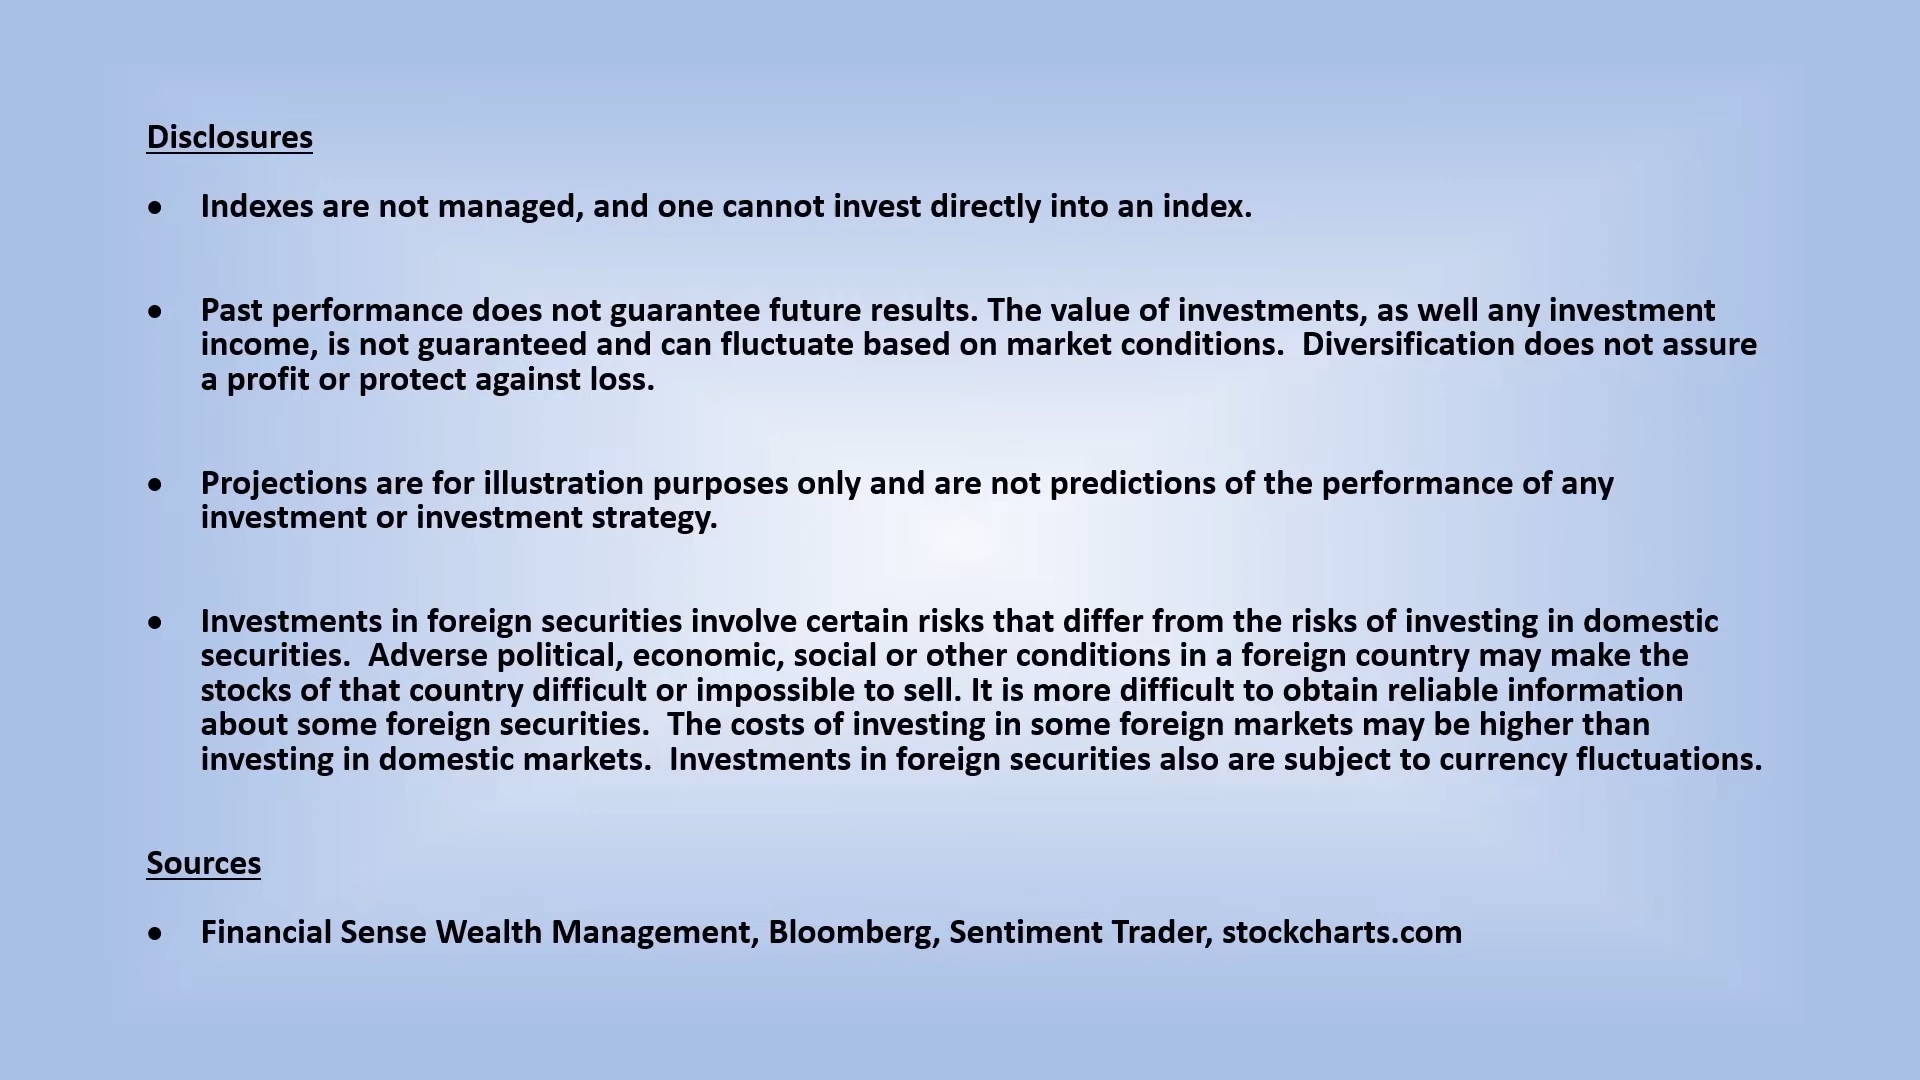 Disclosures
• Indexes are not managed, and one cannot invest directly into an index.
• Past performance does not guarantee future results. The value of investments, as well any investment
income, is not guaranteed and can fluctuate based on market conditions.  Diversification does not assure
a profit or protect against loss.
• Projections are for illustration purposes only and are not predictions of the performance of any
investment or investment strategy.
• Investments in foreign securities involve certain risks that differ from the risks of investing in domestic
securities.  Adverse political, economic, social or other conditions in a foreign country may make the
stocks of that country difficult or impossible to sell. It is more difficult to obtain reliable information
about some foreign securities.  The costs of investing in some foreign markets may be higher than
investing in domestic markets.  Investments in foreign securities also are subject to currency fluctuations.
Sources
• Financial Sense Wealth Management, Bloomberg, Sentiment Trader, stockcharts.com